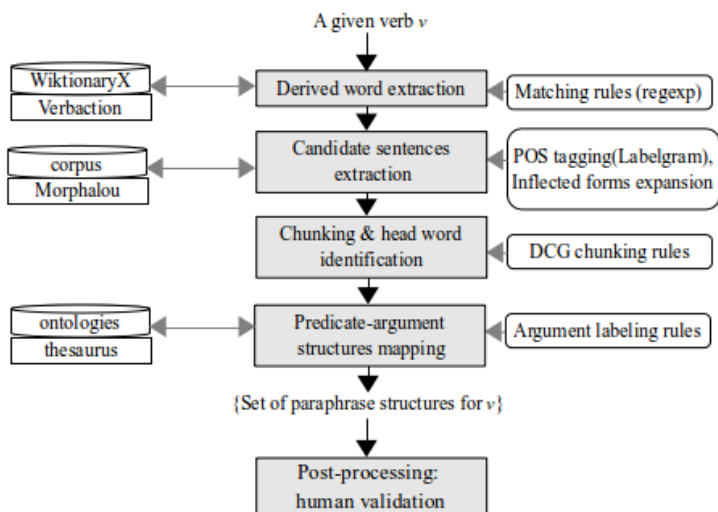 A given verb v
WiktionaryX
Verbaction
Derived word extraction
Matching rules (regexp)
corpus
Morphalou
Candidate sentences
extraction
POS tagging(Labelgram),
Inflected forms expansion
Chunking & head word
identification
DCG chunking rules
ontologies
thesaurus
Predicate-argument
structures mapping
Argument labeling rules
{Set of paraphrase structures for v}
Post-processing:
human validation